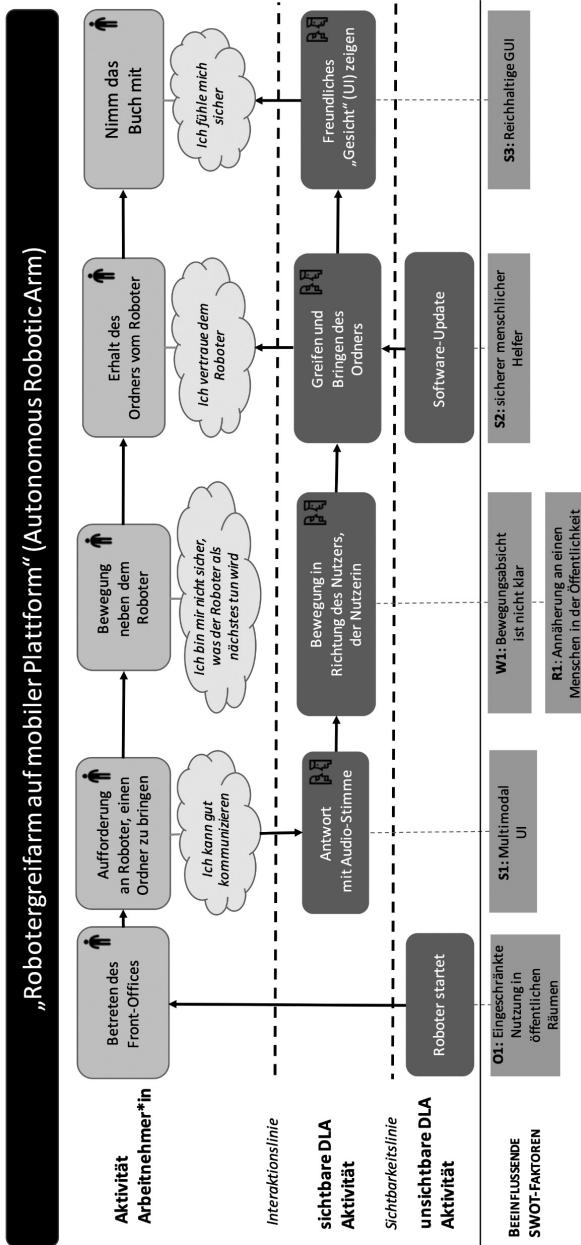 „Robotergreifarm auf mobiler Plattform“ (Autonomous Robotic Arm)
Aktivität
Arbeitnehmer*in
Betreten des
Front-Offices
Aufforderung
an Roboter, einen
Ordner zu bringen
Bewegung
neben dem
Roboter
Erhalt des
Ordners vom Roboter
Nimm das
Buch mit
Ich kann gut
kommunizieren
Ich bin mir nicht sicher,
was der Roboter als
nächstes tun wird
Ich vertraue dem
Roboter
Ich fühle mich
sicher
Interaktionslinie
sichtbare DLA
Aktivität
Antwort
mit Audio-Stimme
Bewegung in
Richtung des Nutzers,
der Nutzerin
Greifen und
Bringen des
Ordners
Freundliches
„Gesicht“ (UI) zeigen
Sichtbarkeitslinie
unsichtbare DLA
Aktivität
Roboter startet
Software-Update
BEEINFLUSSENDE
SWOT-FAKTOREN
O1: Eingeschränkte
Nutzung in
öffentlichen
Räumen
S1: Multimodal
UI
W1: Bewegungsabsicht
ist nicht klar
R1: Annäherung an einen
Menschen in der Öffentlichkeit
S2: sicherer menschlicher
Helfer
S3: Reichhaltige GUI